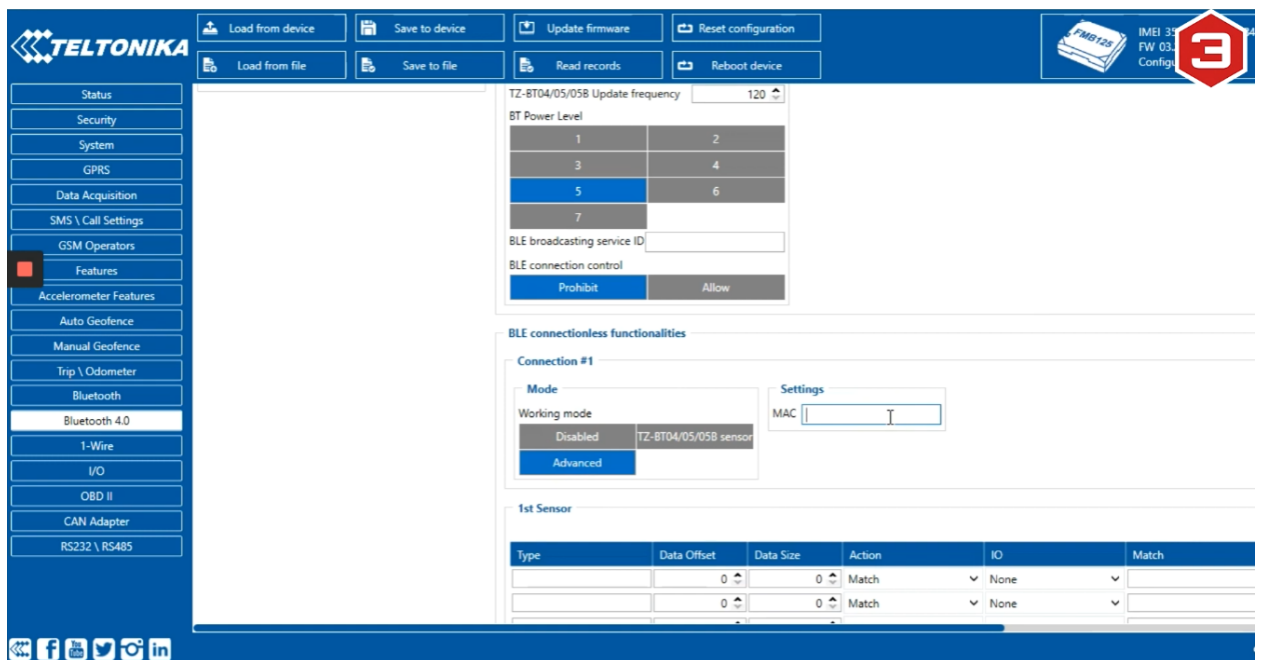 TELTONIKA
Load from device
Save to device
Update firmware
Reset configuration
Load from file
Save to file
Read records
Reboot device
FMB125
IMEI 35
FW 03.
3
Status
Security
System
GPRS
Data Acquisition
SMS \ Call Settings
GSM Operators
Features
Accelerometer Features
Auto Geofence
Manual Geofence
Trip \ Odometer
Bluetooth
Bluetooth 4.0
1-Wire
I/O
OBD II
CAN Adapter
RS232 \ RS485
TZ-BT04/05/05B Update frequency 120
BT Power Level
1 2
3 4
5 6
7
BLE broadcasting service ID
BLE connection control
Prohibit Allow
BLE connectionless functionalities
Connection #1
Mode
Working mode
Disabled TZ-BT04/05/05B sensor
Advanced
Settings
MAC
1st Sensor
Type Data Offset Data Size Action IO Match
0 0 Match None
0 0 Match None
f You Tube in